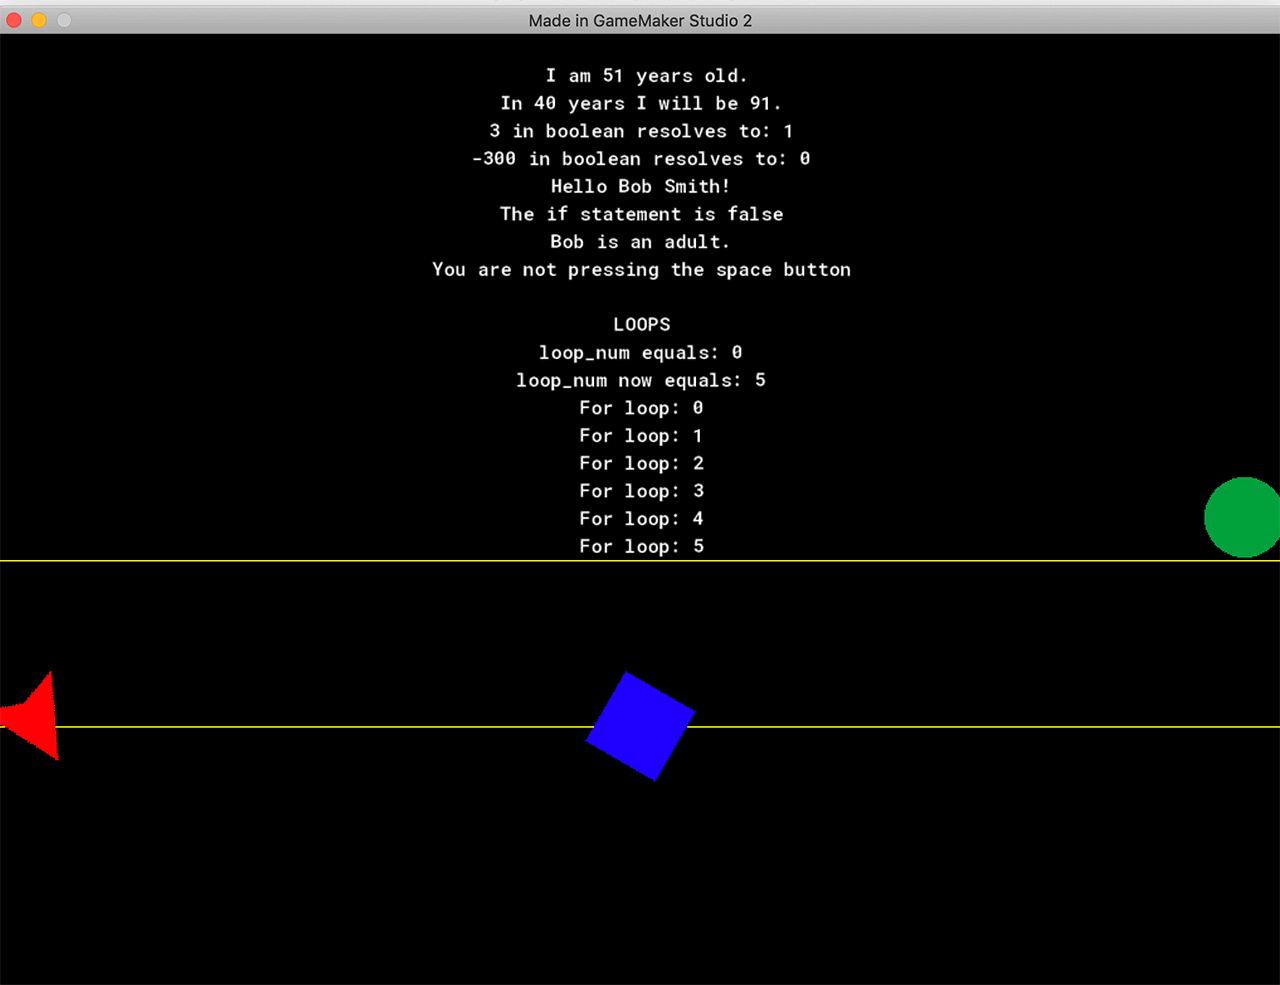 Made in GameMaker Studio 2
I am 51 years old.
In 40 years I will be 91.
3 in boolean resolves to: 1
-300 in boolean resolves to: 0
Hello Bob Smith!
The if statement is false
Bob is an adult.
You are not pressing the space button
LOOPS
loop_num equals: 0
loop_num now equals: 5
For loop: 0
For loop: 1
For loop: 2
For loop: 3
For loop: 4
For loop: 5